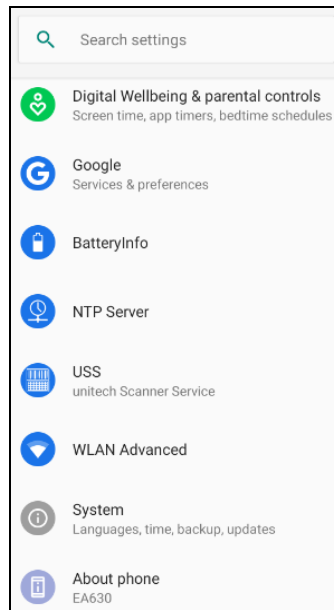 Search settings
Digital Wellbeing & parental controls
Screen time, app timers, bedtime schedules
Google
Services & preferences
BatteryInfo
NTP Server
USS
unitech Scanner Service
WLAN Advanced
System
Languages, time, backup, updates
About phone
EA630